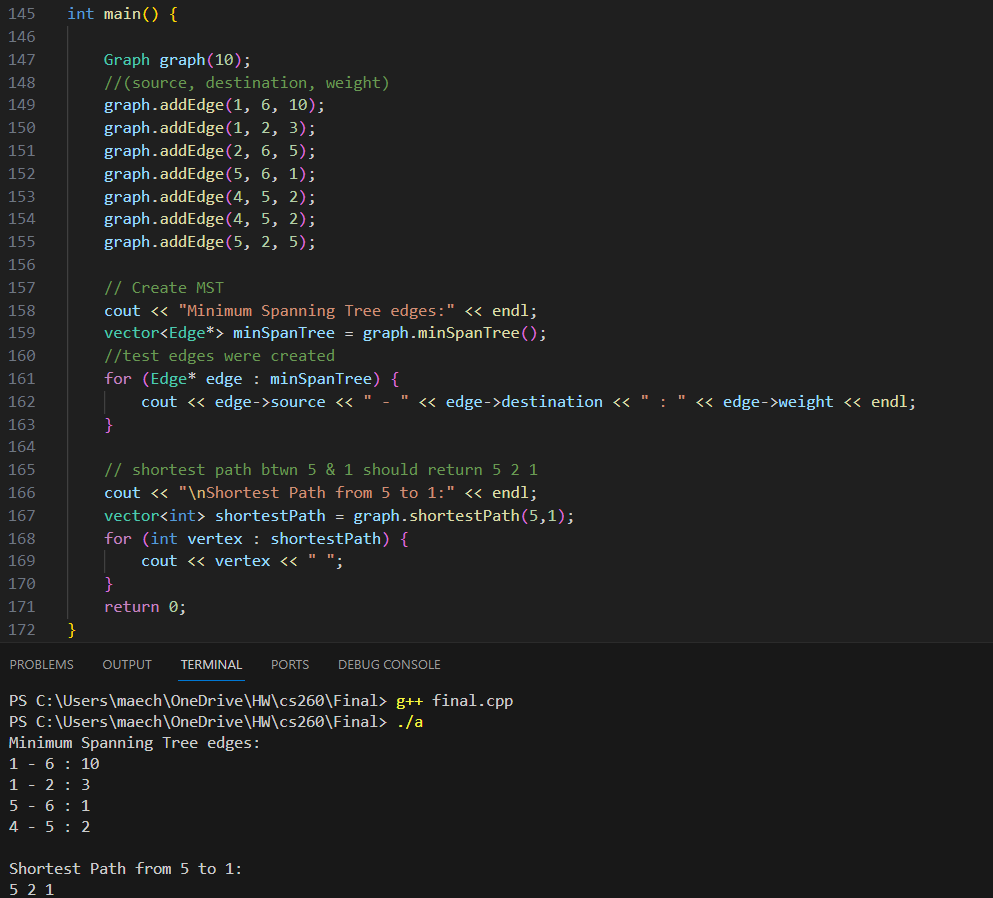 145 int main() {
146
147 Graph graph(10);
148 //(source, destination, weight)
149 graph.addEdge(1, 6, 10);
150 graph.addEdge(1, 2, 3);
151 graph.addEdge(2, 6, 5);
152 graph.addEdge(5, 6, 1);
153 graph.addEdge(4, 5, 2);
154 graph.addEdge(4, 5, 2);
155 graph.addEdge(5, 2, 5);
156
157 // Create MST
158 cout << "Minimum Spanning Tree edges:" << endl;
159 vector<Edge*> minSpanTree = graph.minSpanTree();
160 //test edges were created
161 for (Edge* edge : minSpanTree) {
162 cout << edge->source << " - " << edge->destination << " : " << edge->weight << endl;
163 }
164
165 // shortest path btwn 5 & 1 should return 5 2 1
166 cout << "\nShortest Path from 5 to 1:" << endl;
167 vector<int> shortestPath = graph.shortestPath(5,1);
168 for (int vertex : shortestPath) {
169 cout << vertex << " ";
170 }
171 return 0;
172 }
PROBLEMS OUTPUT TERMINAL PORTS DEBUG CONSOLE
PS C:\Users\maech\OneDrive\HW\cs260\Final> g++ final.cpp
PS C:\Users\maech\OneDrive\HW\cs260\Final> ./a
Minimum Spanning Tree edges:
1 - 6 : 10
1 - 2 : 3
5 - 6 : 1
4 - 5 : 2
Shortest Path from 5 to 1:
5 2 1